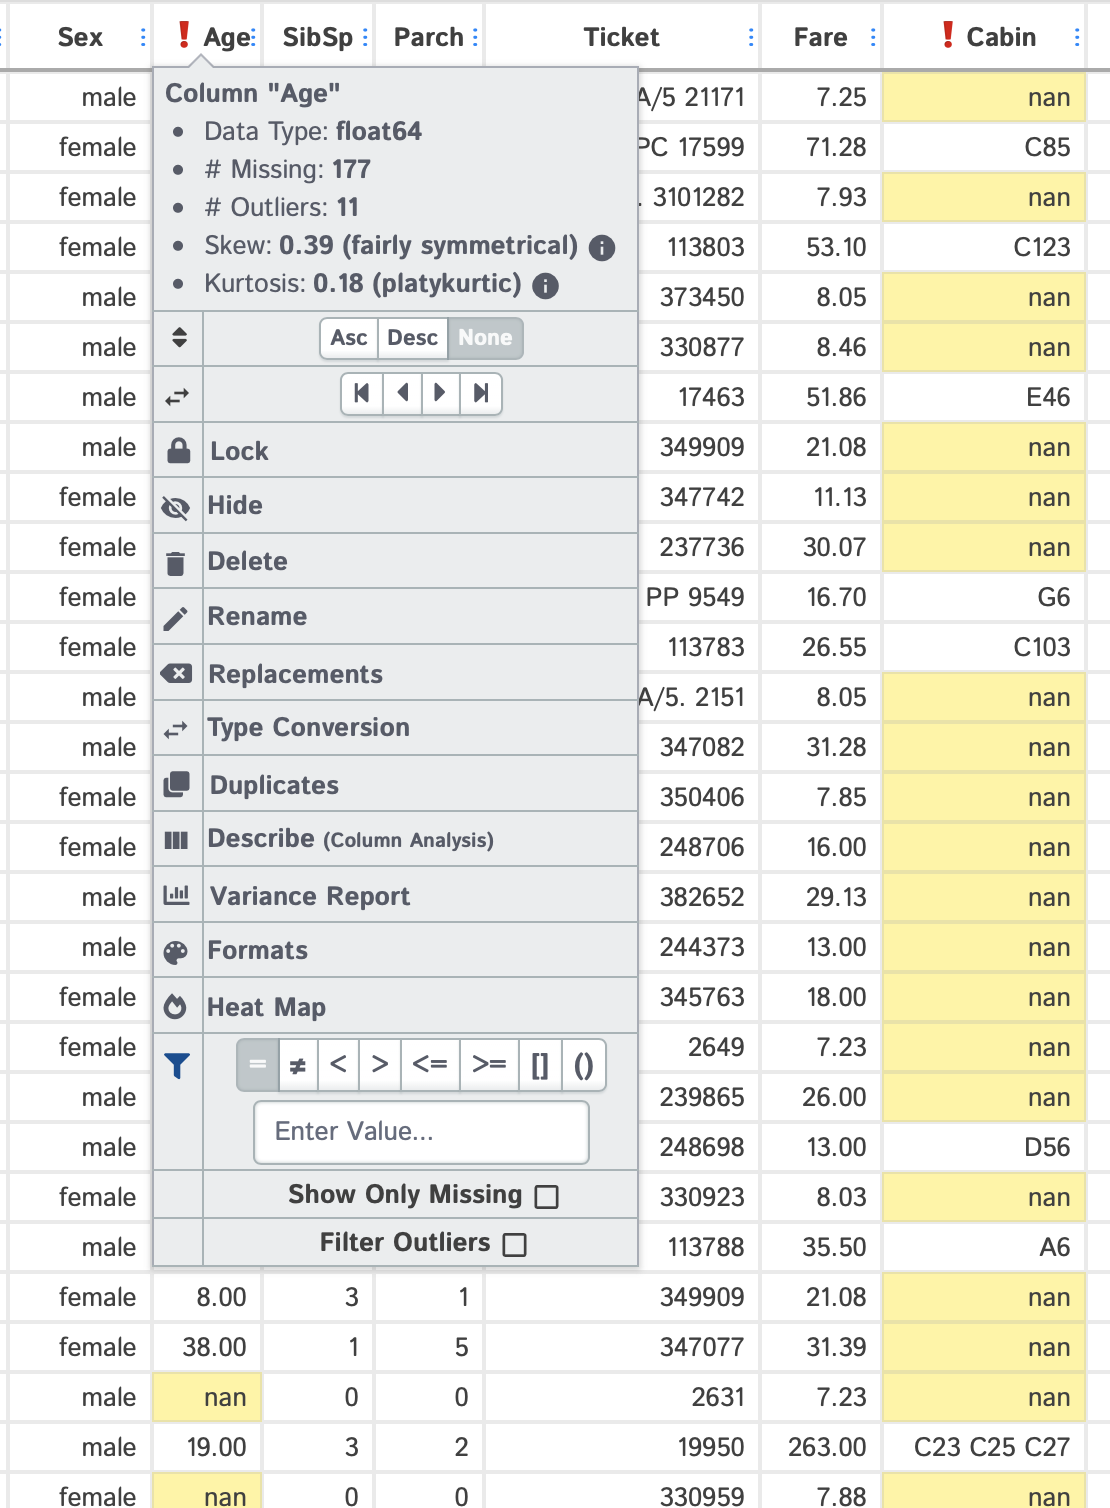 Sex Age SibSp Parch Ticket Fare Cabin
male A/5 21171 7.25 nan
Column "Age"
Data Type: float64
female PC 17599 71.28 C85
# Missing: 177
female . 3101282 7.93 nan
# Outliers: 11
female Skew: 0.39 (fairly symmetrical) 113803 53.10 C123
male Kurtosis: 0.18 (platykurtic) 373450 8.05 nan
male Asc Desc None 330877 8.46 nan
male 17463 51.86 E46
male Lock 349909 21.08 nan
female Hide 347742 11.13 nan
female Delete 237736 30.07 nan
female Rename PP 9549 16.70 G6
female Replacements 113783 26.55 C103
male A/5. 2151 8.05 nan
Type Conversion
male 347082 31.28 nan
female Duplicates 350406 7.85 nan
female Describe (Column Analysis) 248706 16.00 nan
male Variance Report 382652 29.13 nan
male Formats 244373 13.00 nan
female Heat Map 345763 18.00 nan
female = ≠ < > <= >= [] () 2649 7.23 nan
male 239865 26.00 nan
Enter Value...
male 248698 13.00 D56
female Show Only Missing 330923 8.03 nan
male Filter Outliers 113788 35.50 A6
female 8.00 3 1 349909 21.08 nan
female 38.00 1 5 347077 31.39 nan
male nan 0 0 2631 7.23 nan
male 19.00 3 2 19950 263.00 C23 C25 C27
female nan 0 0 330959 7.88 nan